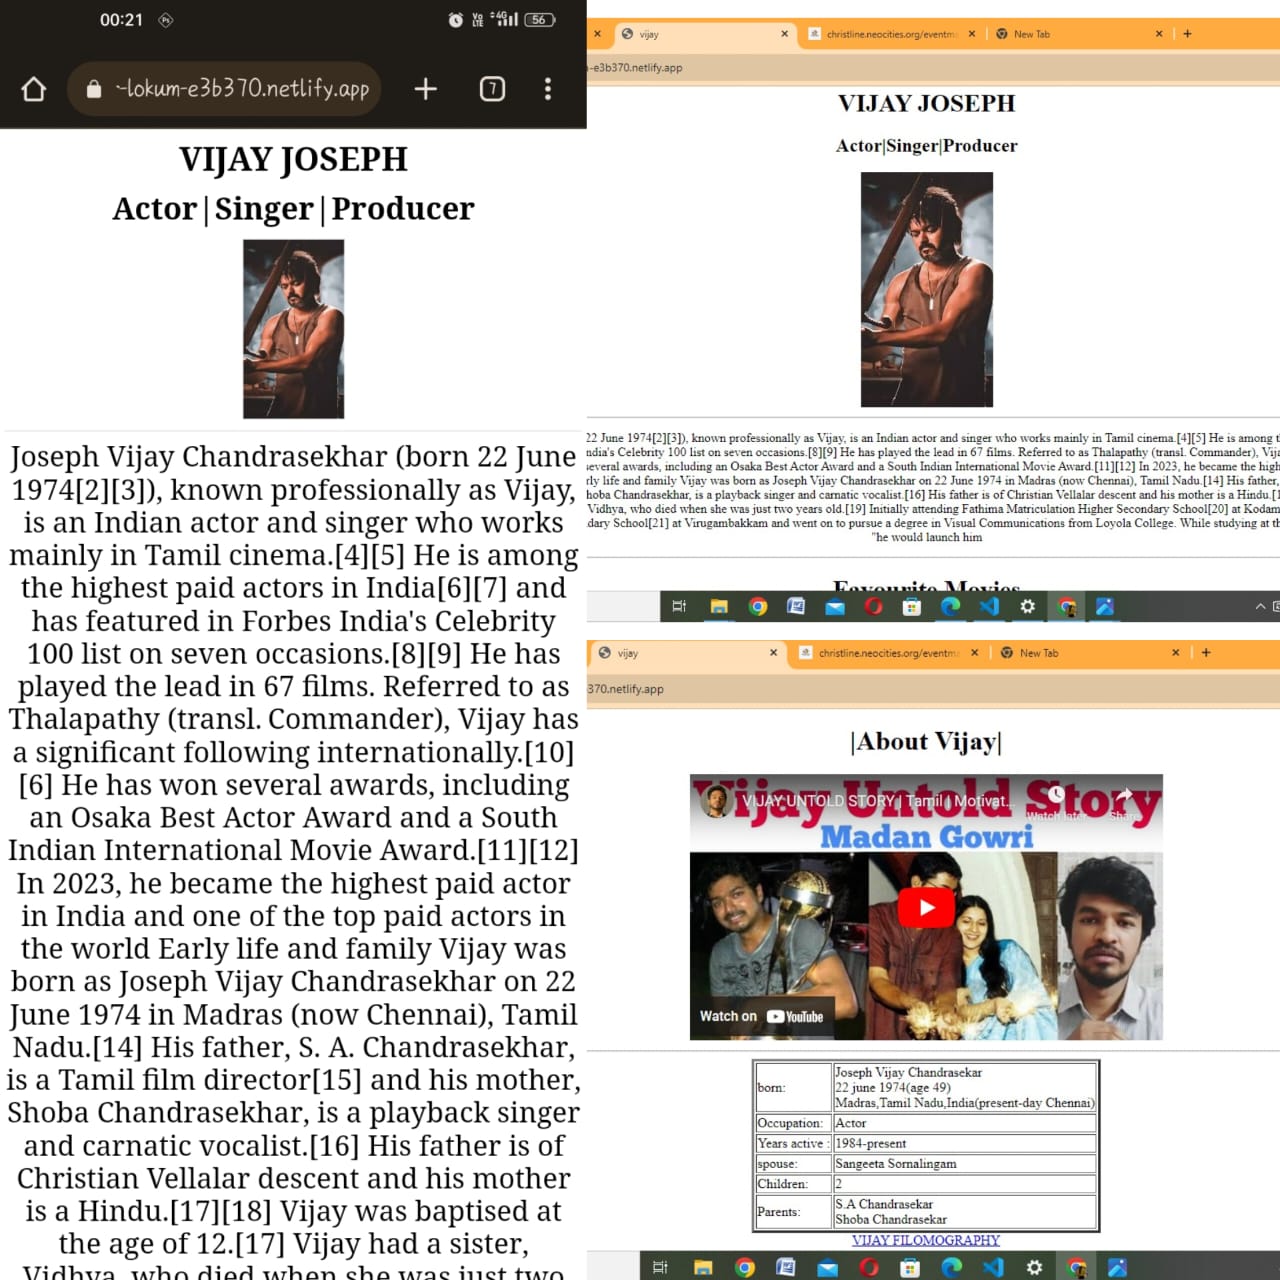 00:21
Vo
LTE
4G
56
~-lokum-e3b370.netlify.app
7
VIJAY JOSEPH
Actor|Singer|Producer
Joseph Vijay Chandrasekhar (born 22 June
1974[2][3]), known professionally as Vijay,
is an Indian actor and singer who works
mainly in Tamil cinema.[4][5] He is among
the highest paid actors in India[6][7] and
has featured in Forbes India's Celebrity
100 list on seven occasions.[8][9] He has
played the lead in 67 films. Referred to as
Thalapathy (transl. Commander), Vijay has
a significant following internationally.[10]
[6] He has won several awards, including
an Osaka Best Actor Award and a South
Indian International Movie Award.[11][12]
In 2023, he became the highest paid actor
in India and one of the top paid actors in
the world Early life and family Vijay was
born as Joseph Vijay Chandrasekhar on 22
June 1974 in Madras (now Chennai), Tamil
Nadu.[14] His father, S. A. Chandrasekhar,
is a Tamil film director[15] and his mother,
Shoba Chandrasekhar, is a playback singer
and carnatic vocalist.[16] His father is of
Christian Vellalar descent and his mother
is a Hindu.[17][18] Vijay was baptised at
the age of 12.[17] Vijay had a sister,
Vidhya, who died when she was just two
vijay
christline.neocities.org/eventm
New Tab
-e3b370.netlify.app
VIJAY JOSEPH
Actor|Singer|Producer
22 June 1974[2][3]), known professionally as Vijay, is an Indian actor and singer who works mainly in Tamil cinema.[4][5] He is among t
ndia's Celebrity 100 list on seven occasions.[8][9] He has played the lead in 67 films. Referred to as Thalapathy (transl. Commander), Vija
several awards, including an Osaka Best Actor Award and a South Indian International Movie Award.[11][12] In 2023, he became the high
rly life and family Vijay was born as Joseph Vijay Chandrasekhar on 22 June 1974 in Madras (now Chennai), Tamil Nadu.[14] His father,
hoba Chandrasekhar, is a playback singer and carnatic vocalist.[16] His father is of Christian Vellalar descent and his mother is a Hindu.[1
Vidhya, who died when she was just two years old.[19] Initially attending Fathima Matriculation Higher Secondary School[20] at Kodam
dary School[21] at Virugambakkam and went on to pursue a degree in Visual Communications from Loyola College. While studying at th
"he would launch him
Favourite Movies
vijay
christline.neocities.org/eventm
New Tab
370.netlify.app
|About Vijay|
VIJAY UNTOLD STORY | Tamil | Motivat...
Vijay Untold Story
Watch later
Share
Madan Gowri
Watch on YouTube
born:
Joseph Vijay Chandrasekar
22 june 1974(age 49)
Madras,Tamil Nadu,India(present-day Chennai)
Occupation: Actor
Years active : 1984-present
spouse: Sangeeta Sornalingam
Children: 2
Parents:
S.A Chandrasekar
Shoba Chandrasekar
VIJAY FILOMOGRAPHY